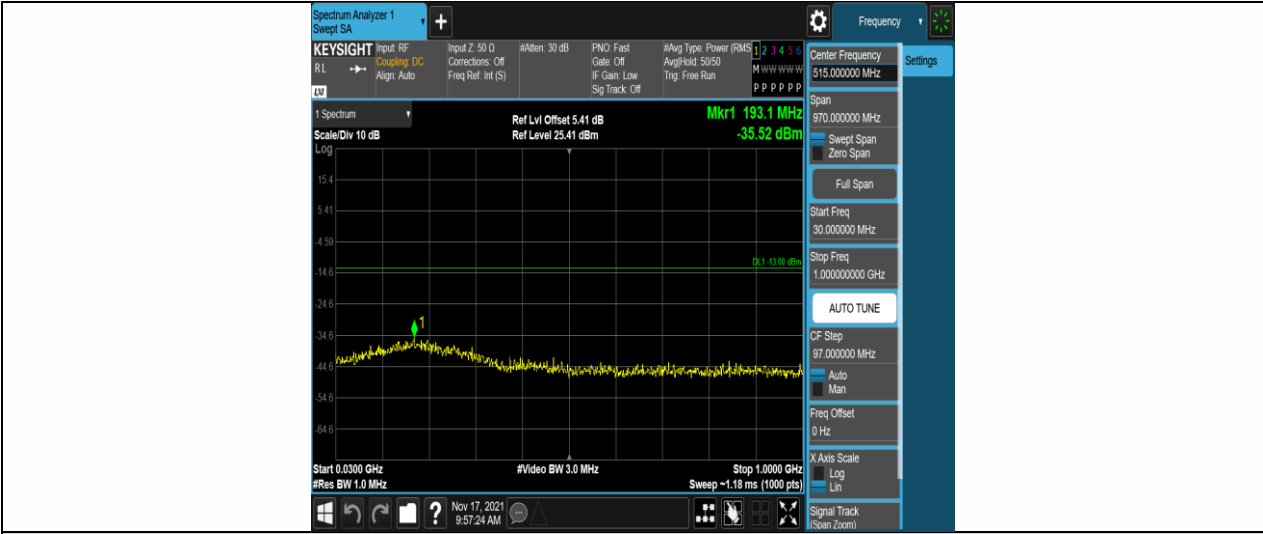 Spectrum Analyzer 1
Swept SA
Frequency
KEYSIGHT
RL
LXI
Input: RF
Coupling: DC
Align: Auto
Input Z: 50 Ω
Corrections: Off
Freq Ref: Int (S)
#Atten: 30 dB
PNO: Fast
Gate: Off
IF Gain: Low
Sig Track: Off
#Avg Type: Power (RMS
Avg|Hold: 50/50
Trig: Free Run
1 2 3 4 5 6
M W W W W W
P P P P P P
1 Spectrum
Scale/Div 10 dB
Log
Ref Lvl Offset 5.41 dB
Ref Level 25.41 dBm
Mkr1 193.1 MHz
-35.52 dBm
15.4
5.41
-4.59
DL1 -13.00 dBm
-14.6
-24.6
1
-34.6
-44.6
-54.6
-64.6
Start 0.0300 GHz
#Video BW 3.0 MHz
Stop 1.0000 GHz
#Res BW 1.0 MHz
Sweep ~1.18 ms (1000 pts)
?
Nov 17, 2021
9:57:24 AM
Center Frequency
515.000000 MHz
Settings
Span
970.000000 MHz
Swept Span
Zero Span
Full Span
Start Freq
30.000000 MHz
Stop Freq
1.000000000 GHz
AUTO TUNE
CF Step
97.000000 MHz
Auto
Man
Freq Offset
0 Hz
X Axis Scale
Log
Lin
Signal Track
(Span Zoom)